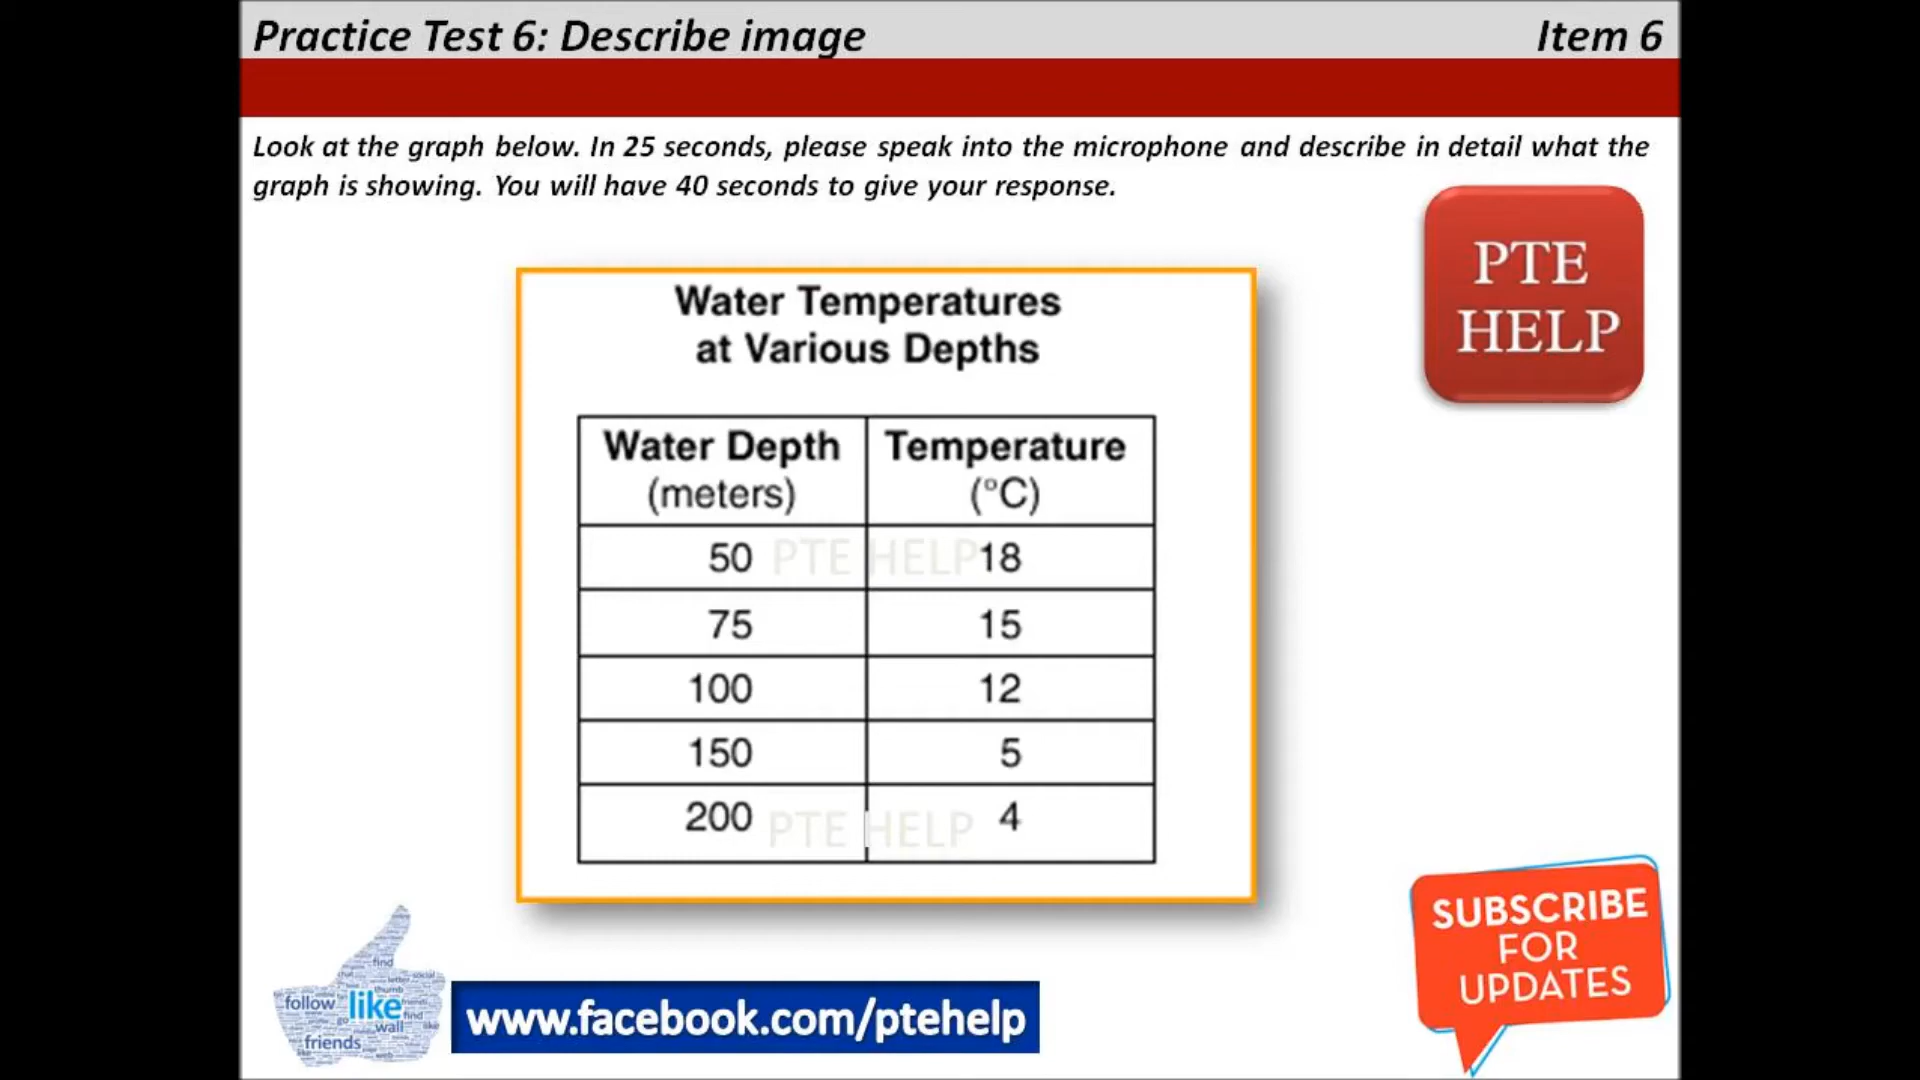 Practice Test 6: Describe image
Item 6
Look at the graph below. In 25 seconds, please speak into the microphone and describe in detail what the
graph is showing. You will have 40 seconds to give your response.
PTE
HELP
Water Temperatures
at Various Depths
Water Depth Temperature
(meters) (°C)
50 18
PTE HELP
75 15
100 12
150 5
200 4
PTE HELP
SUBSCRIBE
FOR
UPDATES
find
follow like find
wall like
friends
www.facebook.com/ptehelp